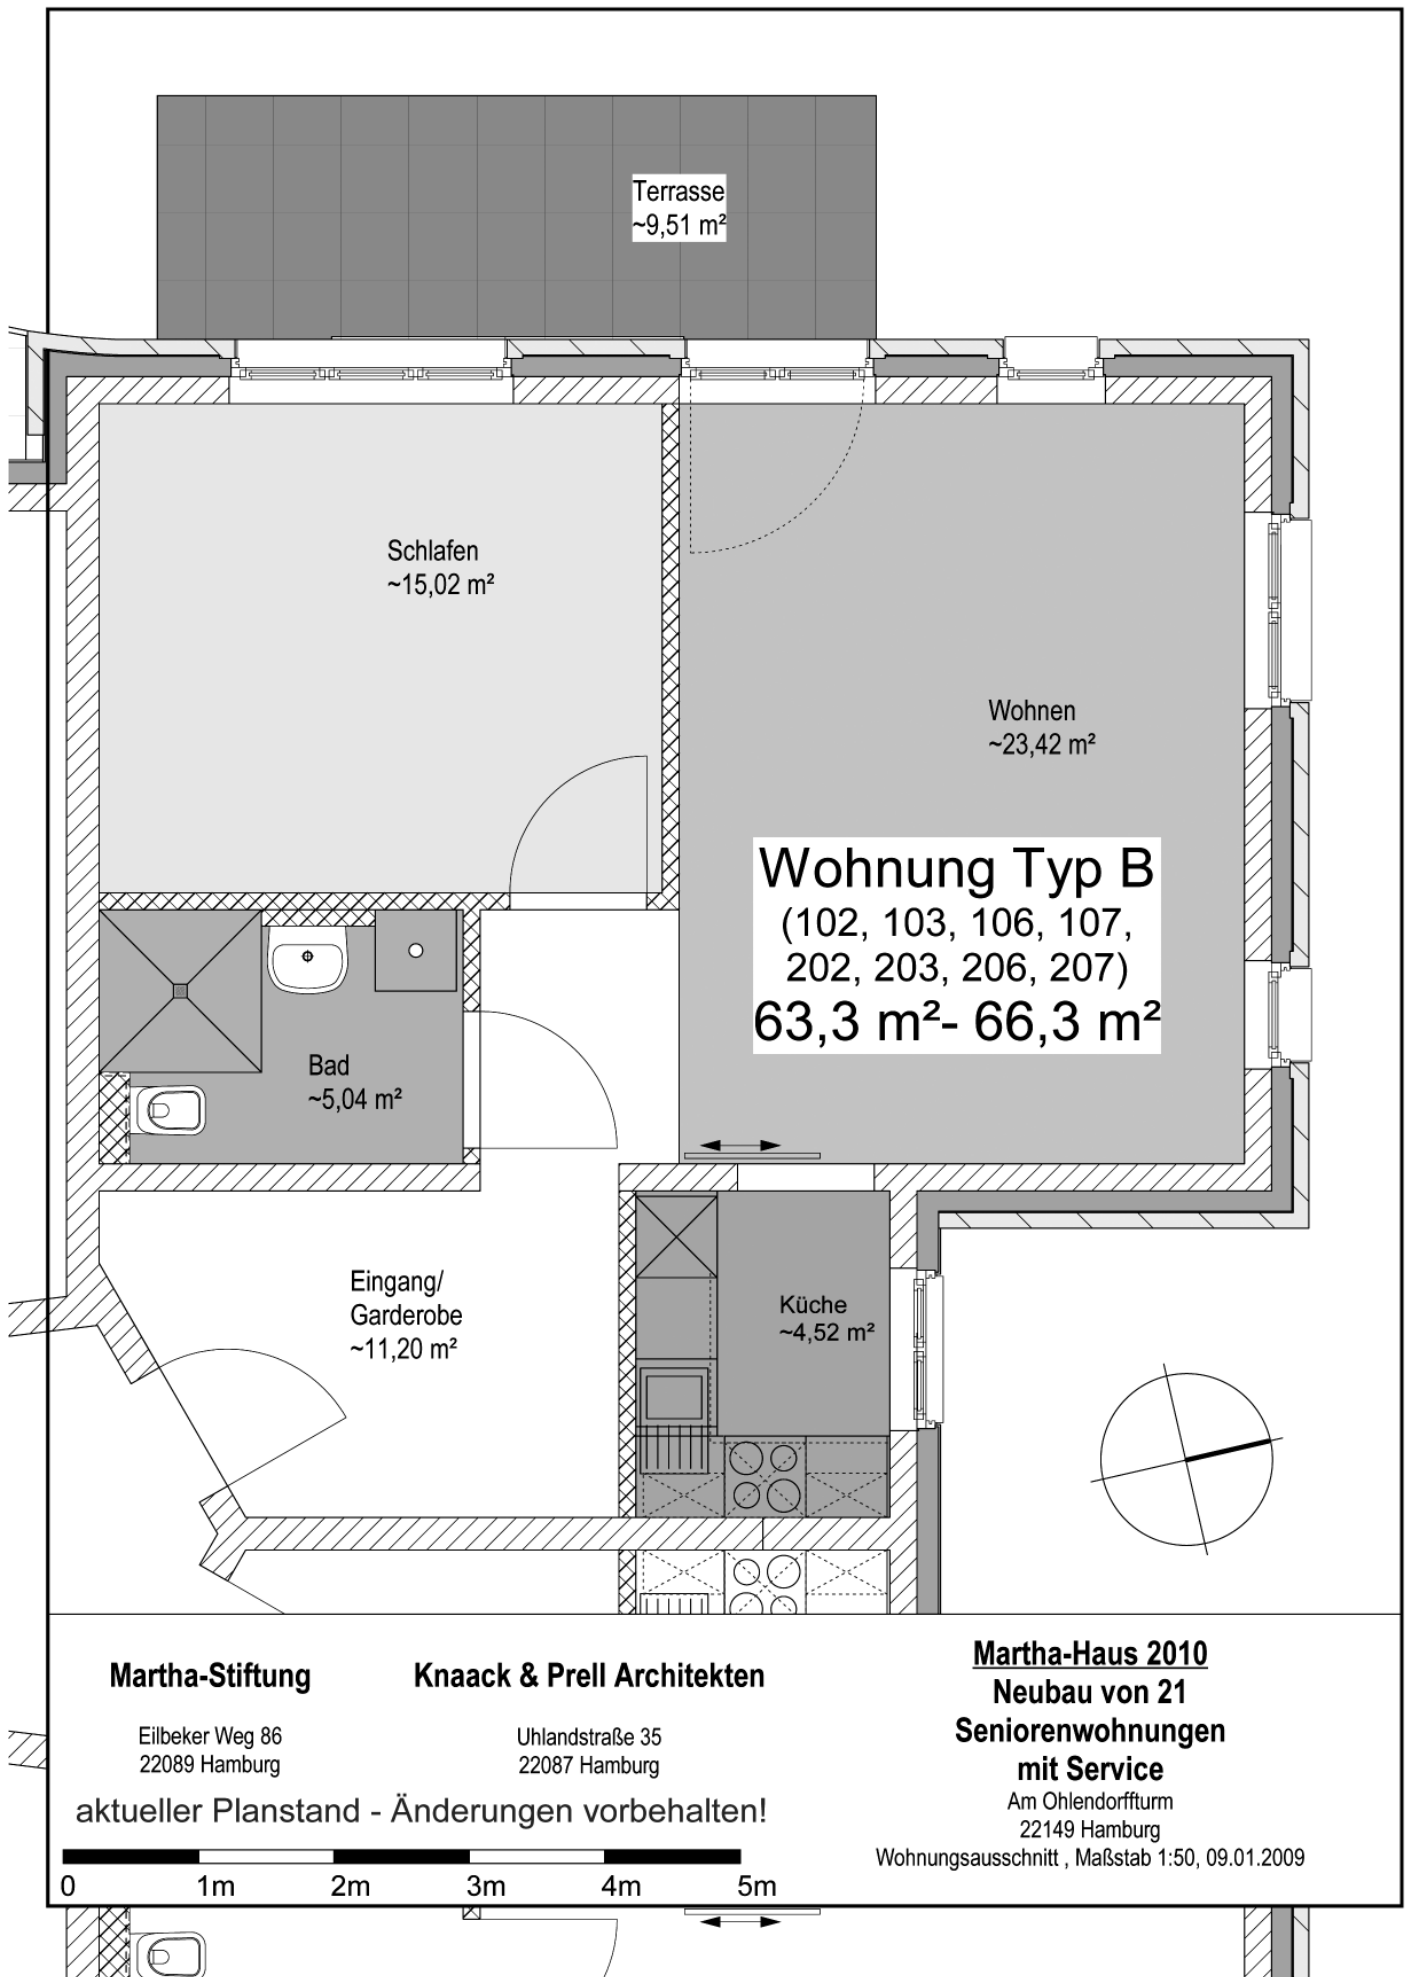 Terrasse
~9,51 m²
Schlafen
~15,02 m²
Wohnen
~23,42 m²
Wohnung Typ B
(102, 103, 106, 107,
202, 203, 206, 207)
63,3 m²- 66,3 m²
Bad
~5,04 m²
Eingang/
Garderobe
~11,20 m²
Küche
~4,52 m²
Martha-Stiftung
Eilbeker Weg 86
22089 Hamburg
Knaack & Prell Architekten
Uhlandstraße 35
22087 Hamburg
aktueller Planstand - Änderungen vorbehalten!
0 1m 2m 3m 4m 5m
Martha-Haus 2010
Neubau von 21
Seniorenwohnungen
mit Service
Am Ohlendorffturm
22149 Hamburg
Wohnungsausschnitt , Maßstab 1:50, 09.01.2009